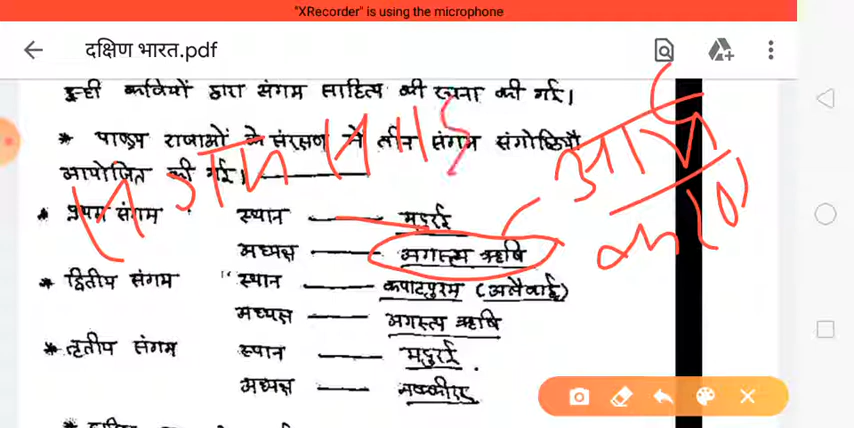 "XRecorder" is using the microphone
दक्षिण भारत.pdf
इन्ही कवियों द्वारा संगम साहित्य की रचना की गई।
* पाण्ड्य राजाओं के संरक्षण में तीन संगम संगोष्ठियाँ
आयोजित की गई।
* प्रथम संगम स्थान — मदुरई
अध्यक्ष — अगस्त्य ऋषि
* द्वितीय संगम स्थान — कपाटपुरम (अलैवाई)
अध्यक्ष — अगस्त्य ऋषि
* तृतीय संगम स्थान — मदुरई
अध्यक्ष — नक्कीरर